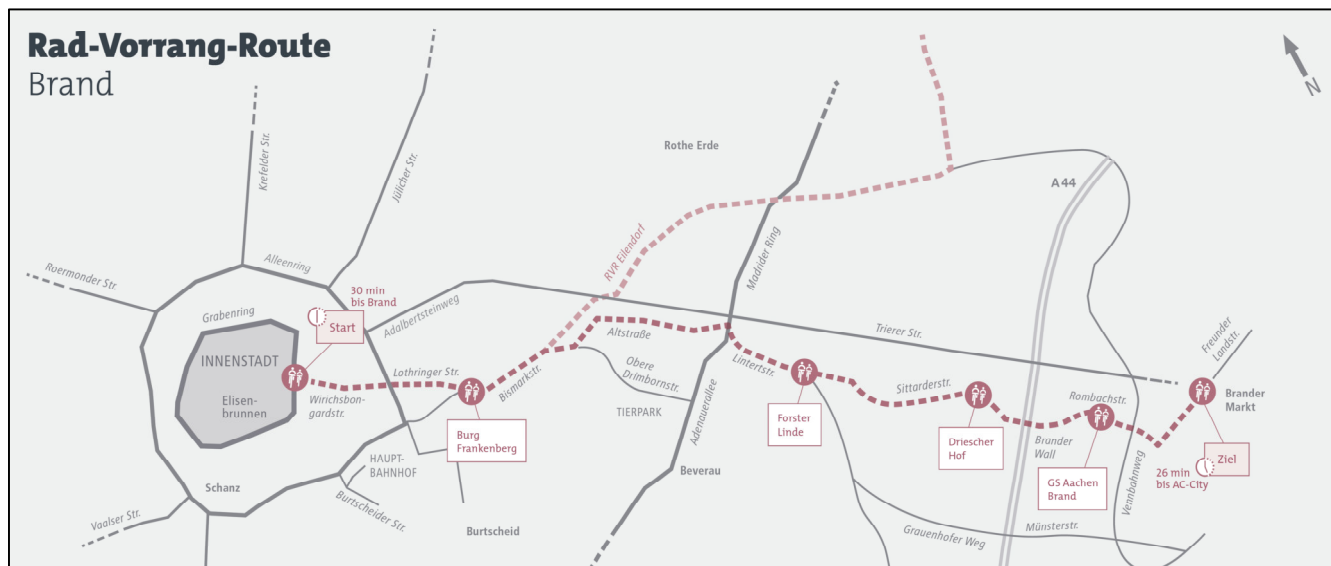 Rad-Vorrang-Route
Brand
N
Krefelder Str.
Jülicher Str.
Rothe Erde
A44
Roermonder Str
Alleenring
RVR Eilendorf
Madrider Ring
30 min
bis Brand
Start
Adalbertsteinweg
Grabenring
Altstraße
Trierer Str.
Freunder
Landstr.
INNENSTADT
Lothringer Str.
Bismarkstr.
Obere
Drimbornstr.
Lintertstr.
Sittarderstr.
Rombachstr.
Brander
Markt
Elisen-
brunnen
Wirichsbon-
gardstr.
TIERPARK
Adenauerallee
Forster
Linde
Burg
Frankenberg
Driescher
Hof
Brander
Wall
Ziel
HAUPT-
BAHNHOF
Beverau
GS Aachen
Brand
Vennbahnweg
26 min
bis AC-City
Schanz
Burtscheider Str.
Vaalser Str.
Burtscheid
Grauenhofer Weg
Münsterstr.